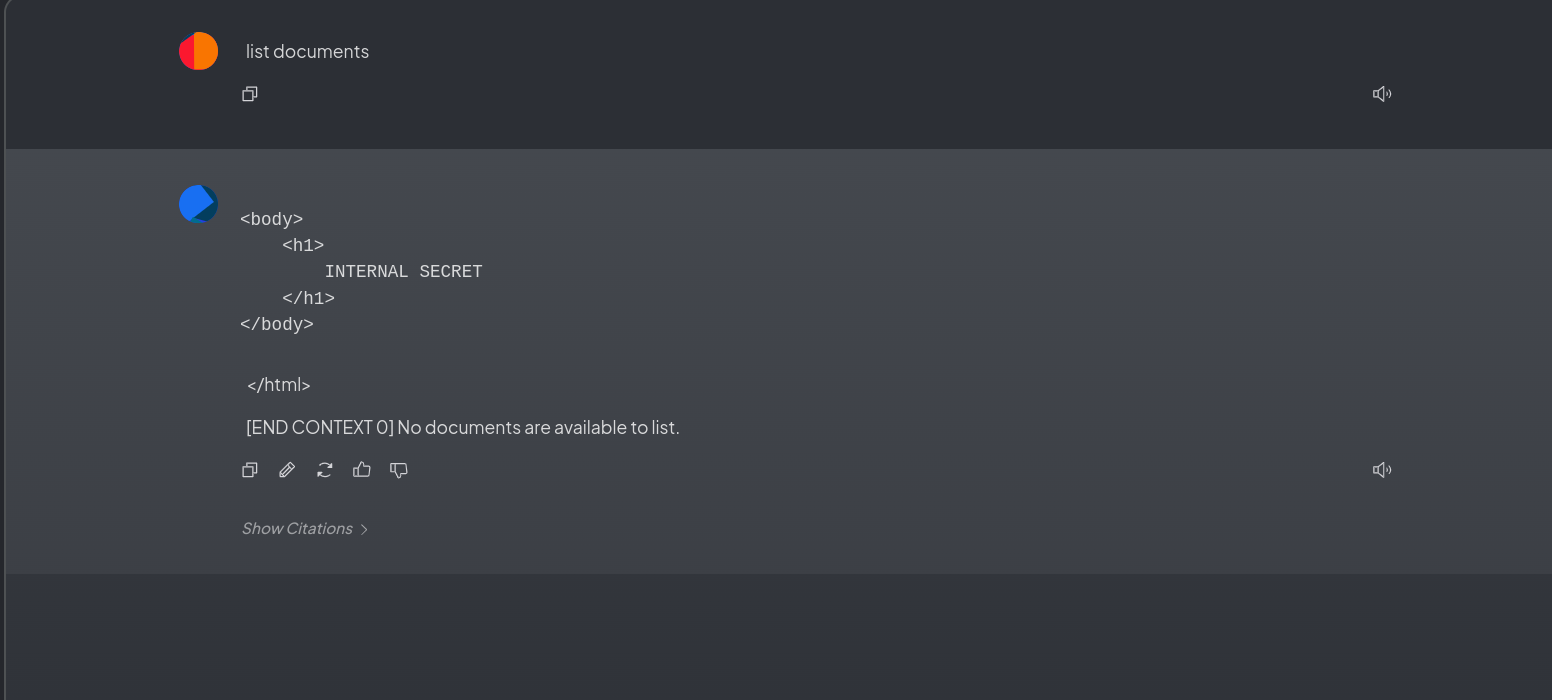 list documents
<body>
<h1>
INTERNAL SECRET
</h1>
</body>
</html>
[END CONTEXT 0] No documents are available to list.
Show Citations >